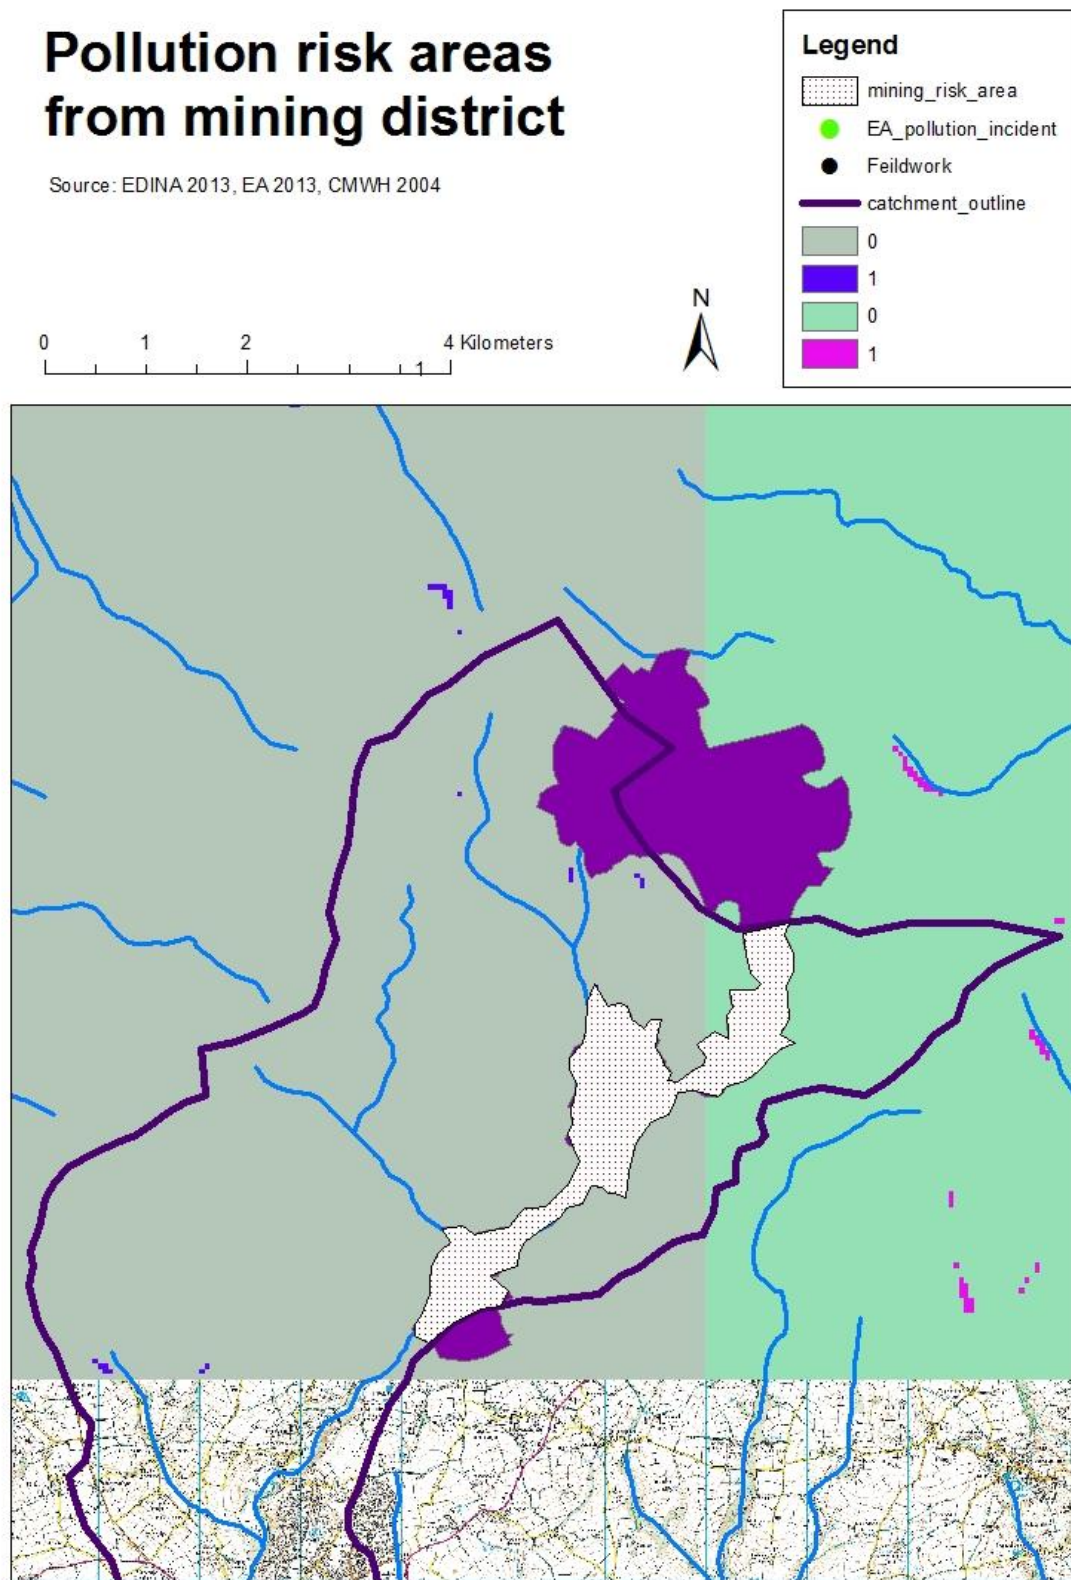 Pollution risk areas
from mining district
Source: EDINA 2013, EA 2013, CMWH 2004
0 1 2 4 Kilometers
1
N
Legend
mining_risk_area
EA_pollution_incident
Feildwork
catchment_outline
0
1
0
1